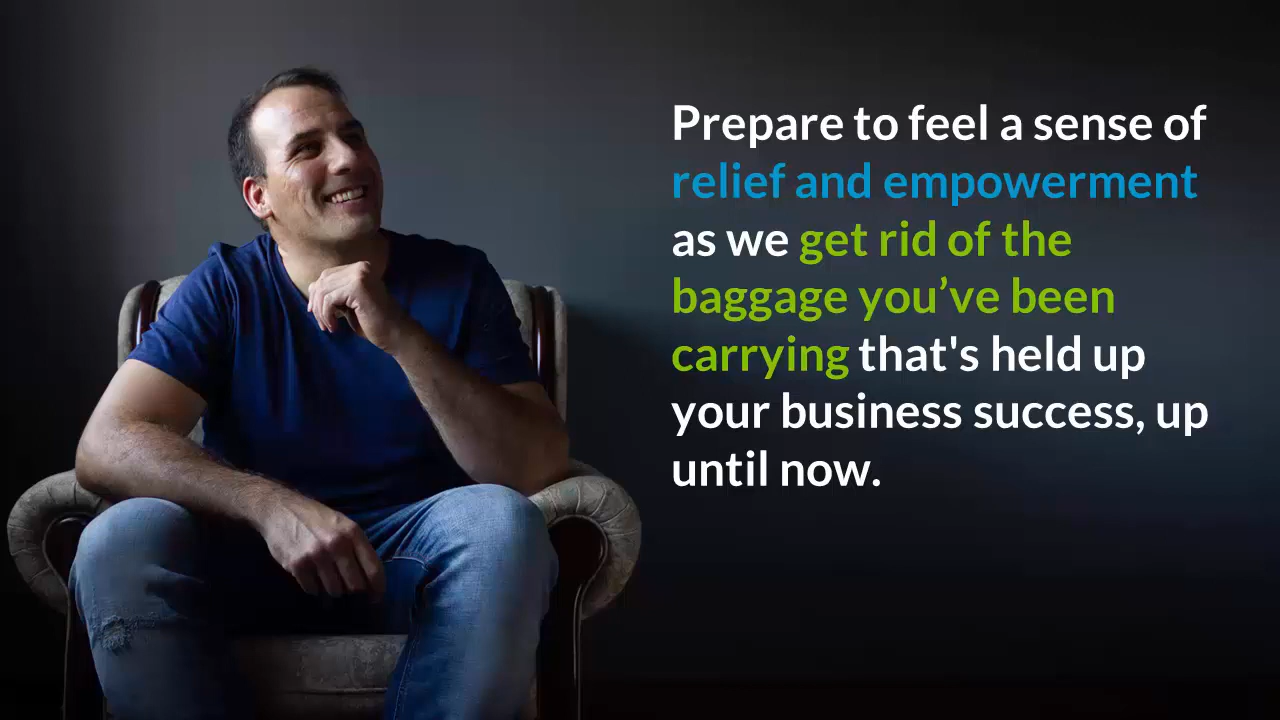 Prepare to feel a sense of
relief and empowerment
as we get rid of the
baggage you’ve been
carrying that's held up
your business success, up
until now.